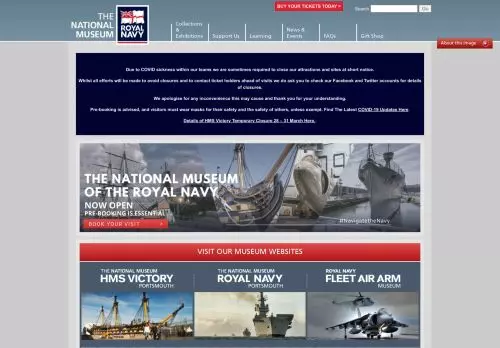 THE
NATIONAL
MUSEUM
ROYAL
NAVY
BUY YOUR TICKETS TODAY >
Search
Go
Collections
&
Exhibitions
Support Us
Learning
News &
Events
FAQs
Gift Shop
About this image
Due to COVID sickness within our teams we are sometimes required to close our attractions and sites at short notice.
Whilst all efforts will be made to avoid closures and to contact ticket holders ahead of visits we do ask you to check our Facebook and Twitter accounts for details
of closures.
We apologise for any inconvenience this may cause and thank you for your understanding.
Pre-booking is advised, and visitors must wear masks for their safety and the safety of others, unless exempt. Find The Latest COVID-19 Updates Here
Details of HMS Victory Temporary Closure 28 – 31 March Here.
THE NATIONAL MUSEUM
OF THE ROYAL NAVY
NOW OPEN
PRE-BOOKING IS ESSENTIAL
BOOK YOUR VISIT >
#NavigatetheNavy
VISIT OUR MUSEUM WEBSITES
THE NATIONAL MUSEUM
HMS VICTORY
PORTSMOUTH
THE NATIONAL MUSEUM
ROYAL NAVY
PORTSMOUTH
ROYAL NAVY
FLEET AIR ARM
MUSEUM